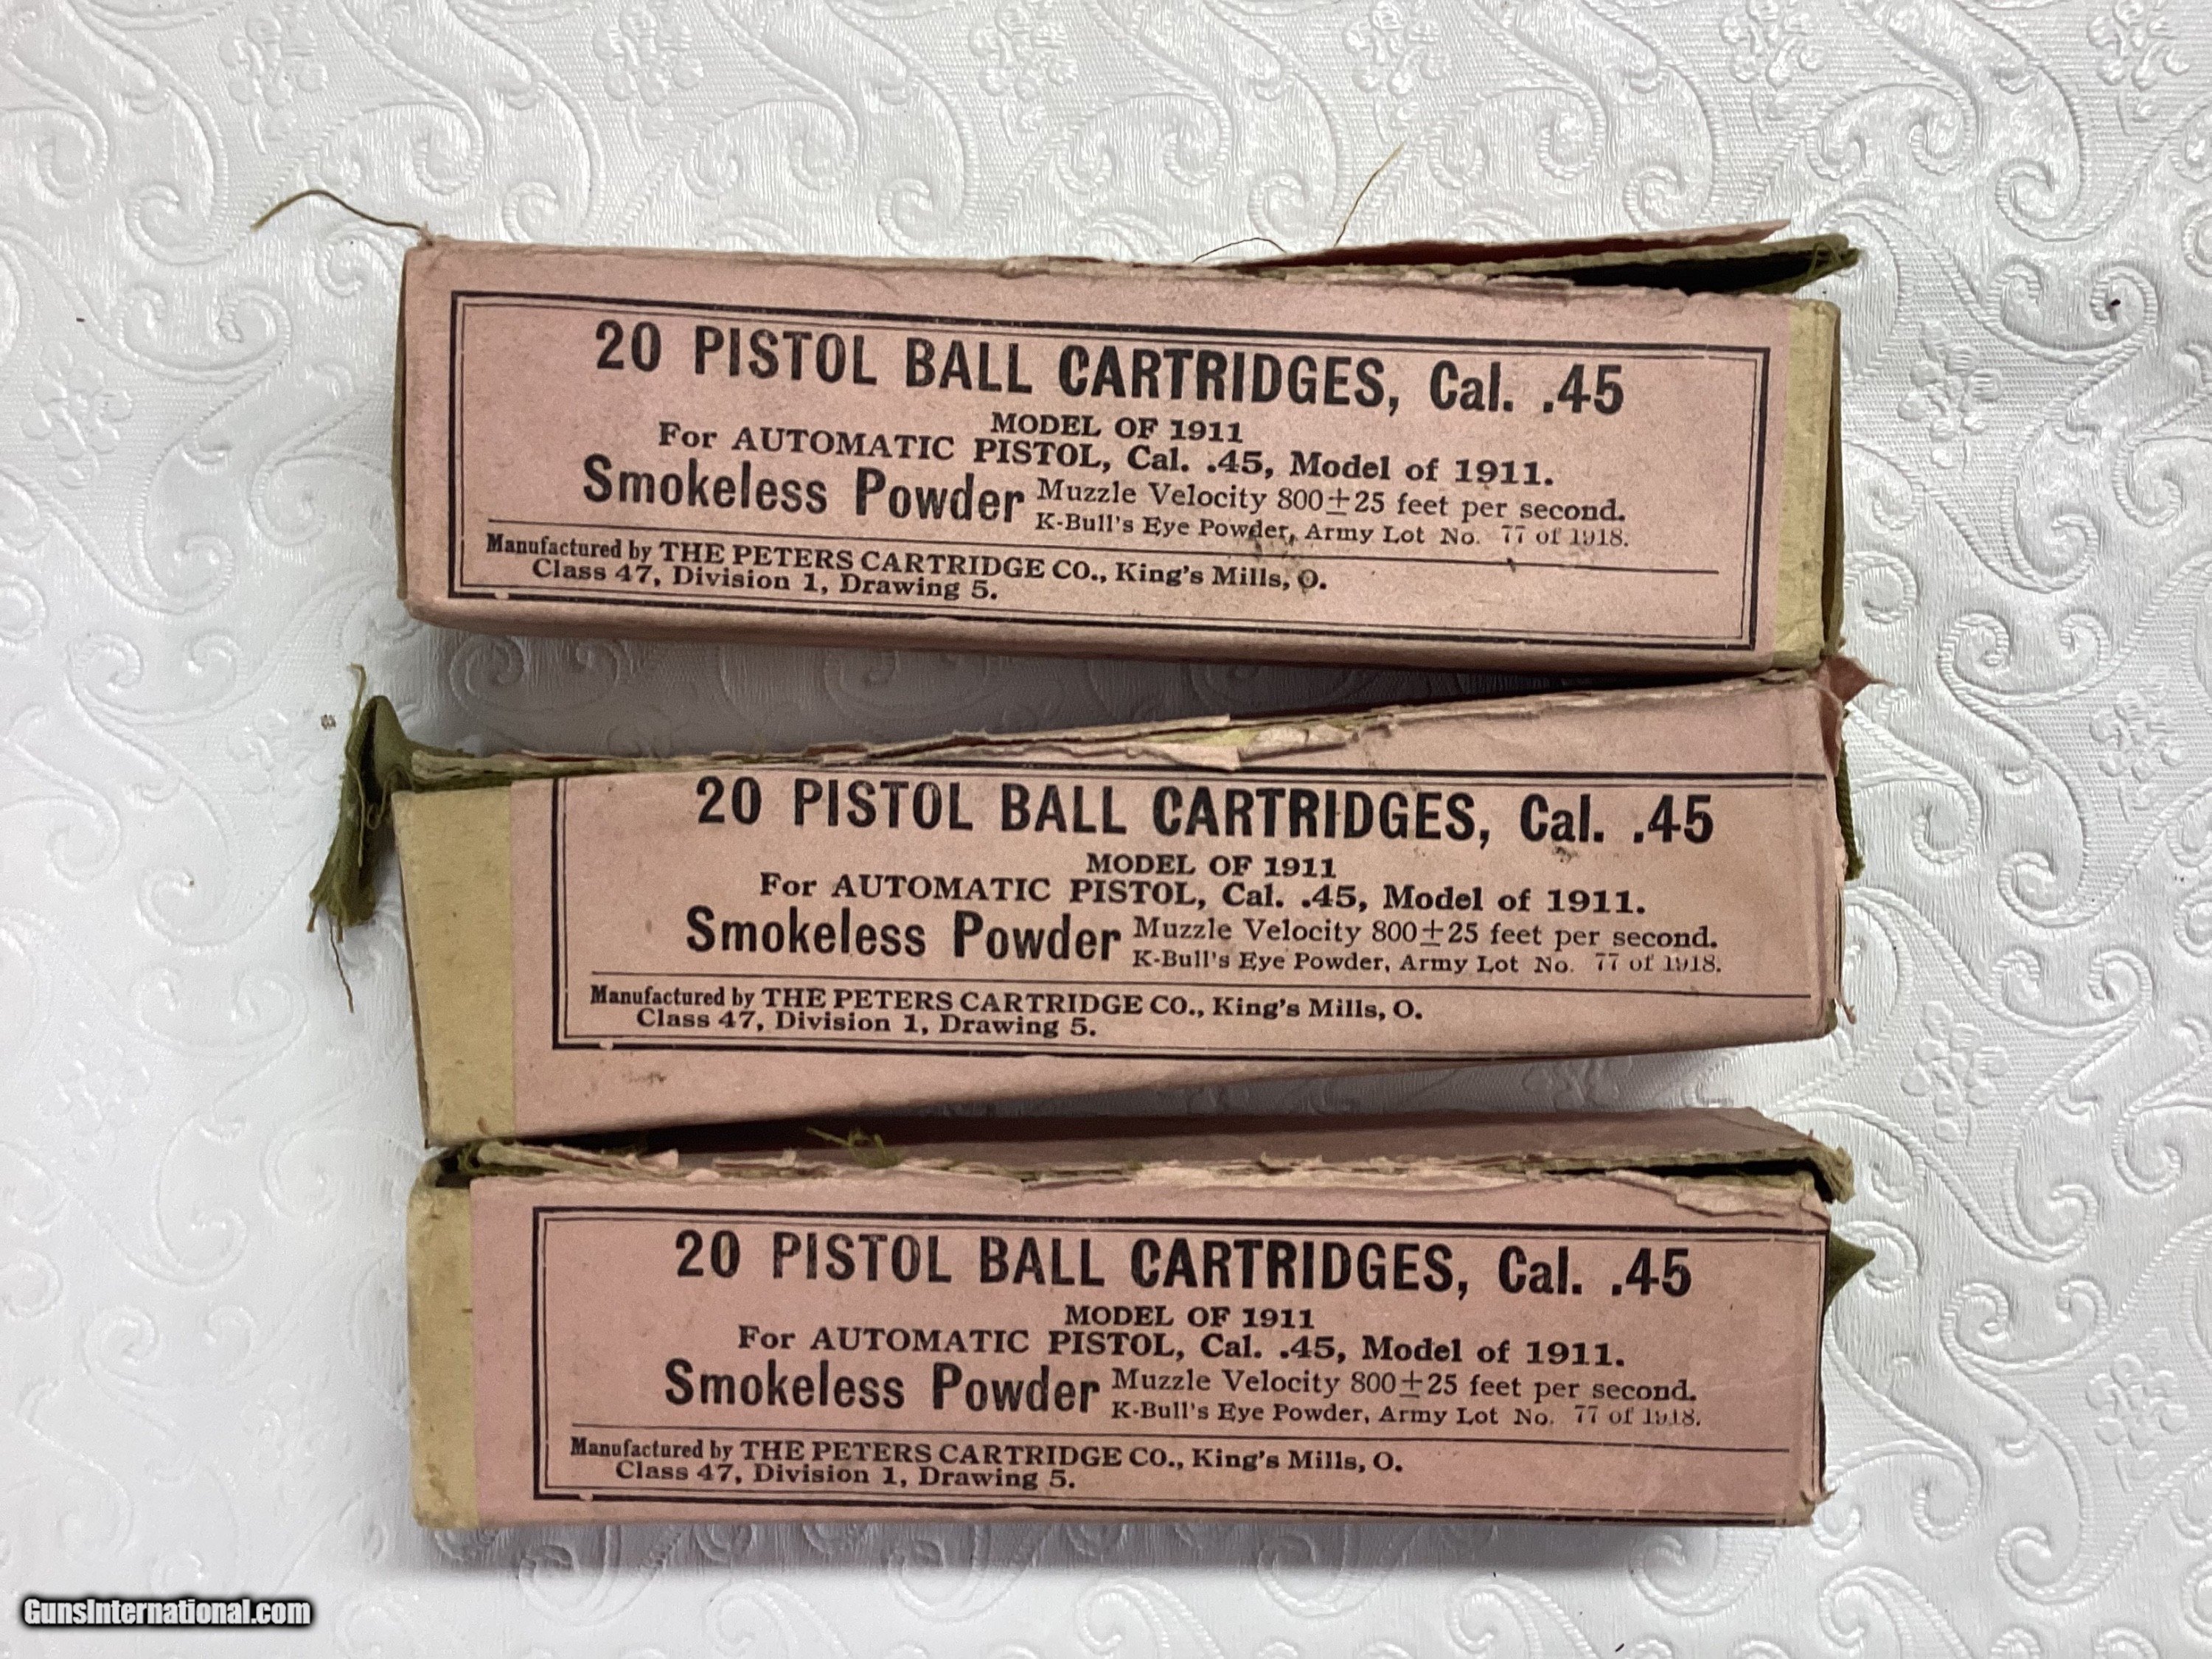 20 PISTOL BALL CARTRIDGES, Cal. .45
MODEL OF 1911
For AUTOMATIC PISTOL, Cal. .45, Model of 1911.
Smokeless Powder Muzzle Velocity 800±25 feet per second.
K-Bull's Eye Powder, Army Lot No. 77 of 1918.
Manufactured by THE PETERS CARTRIDGE CO., King's Mills, O.
Class 47, Division 1, Drawing 5.
20 PISTOL BALL CARTRIDGES, Cal. .45
MODEL OF 1911
For AUTOMATIC PISTOL, Cal. .45, Model of 1911.
Smokeless Powder Muzzle Velocity 800±25 feet per second.
K-Bull's Eye Powder, Army Lot No. 77 of 1918.
Manufactured by THE PETERS CARTRIDGE CO., King's Mills, O.
Class 47, Division 1, Drawing 5.
20 PISTOL BALL CARTRIDGES, Cal. .45
MODEL OF 1911
For AUTOMATIC PISTOL, Cal. .45, Model of 1911.
Smokeless Powder Muzzle Velocity 800±25 feet per second.
K-Bull's Eye Powder, Army Lot No. 77 of 1918.
Manufactured by THE PETERS CARTRIDGE CO., King's Mills, O.
Class 47, Division 1, Drawing 5.
GunsInternational.com